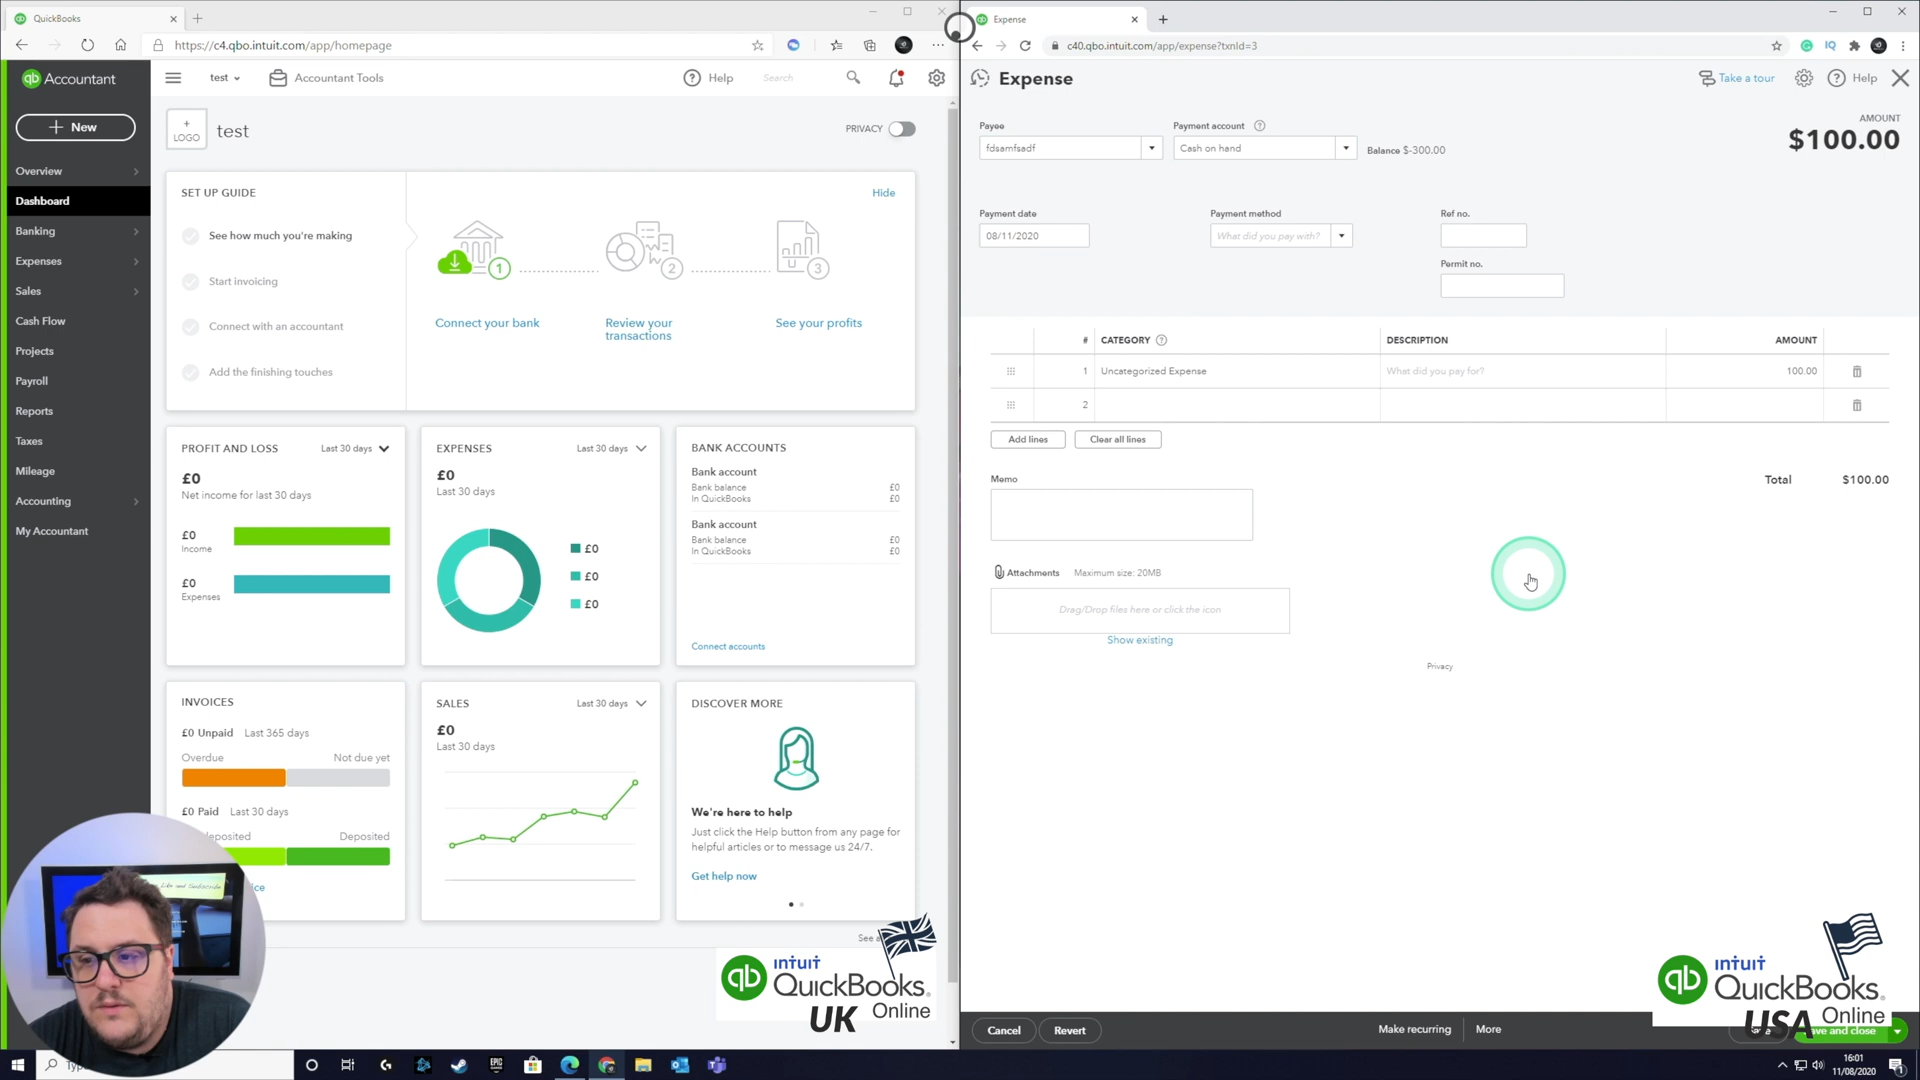 QuickBooks
https://c4.qbo.intuit.com/app/homepage
qb Accountant
test
Accountant Tools
Help
Search
New
+
LOGO
test
PRIVACY
Overview
Dashboard
Banking
Expenses
Sales
Cash Flow
Projects
Payroll
Reports
Taxes
Mileage
Accounting
My Accountant
SET UP GUIDE
Hide
See how much you're making
Start invoicing
Connect with an accountant
Add the finishing touches
1
2
3
Connect your bank
Review your
transactions
See your profits
PROFIT AND LOSS
Last 30 days
£0
Net income for last 30 days
£0
Income
£0
Expenses
EXPENSES
Last 30 days
£0
Last 30 days
£0
£0
£0
BANK ACCOUNTS
Bank account
Bank balance £0
In QuickBooks £0
Bank account
Bank balance £0
In QuickBooks £0
Connect accounts
INVOICES
£0 Unpaid Last 365 days
Overdue Not due yet
£0 Paid Last 30 days
Deposited
SALES
Last 30 days
£0
Last 30 days
DISCOVER MORE
We're here to help
Just click the Help button from any page for
helpful articles or to message us 24/7.
Get help now
See
intuit
qb QuickBooks.
UK Online
Expense
c40.qbo.intuit.com/app/expense?txnId=3
Expense
Take a tour
Help
Payee
fdsamfsadf
Payment account
Cash on hand
Balance $-300.00
AMOUNT
$100.00
Payment date
08/11/2020
Payment method
What did you pay with?
Ref no.
Permit no.
# CATEGORY DESCRIPTION AMOUNT
1 Uncategorized Expense What did you pay for? 100.00
2
Add lines
Clear all lines
Memo
Total $100.00
Attachments Maximum size: 20MB
Drag/Drop files here or click the icon
Show existing
Privacy
intuit
qb QuickBooks.
USA Online
Cancel
Revert
Make recurring
More
and close
16:01
11/08/2020